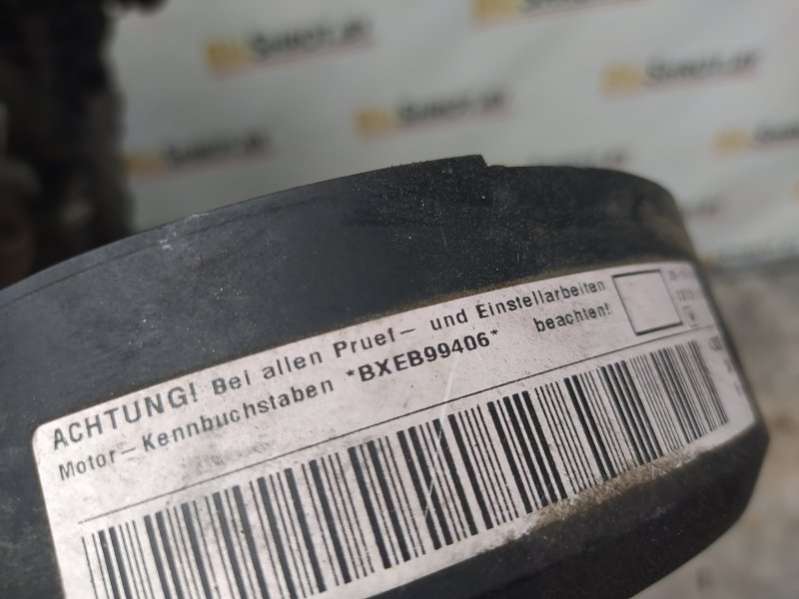 ACHTUNG! Bei allen Pruef- und Einstellarbeiten
Motor-Kennbuchstaben *BXEB99406* beachten!